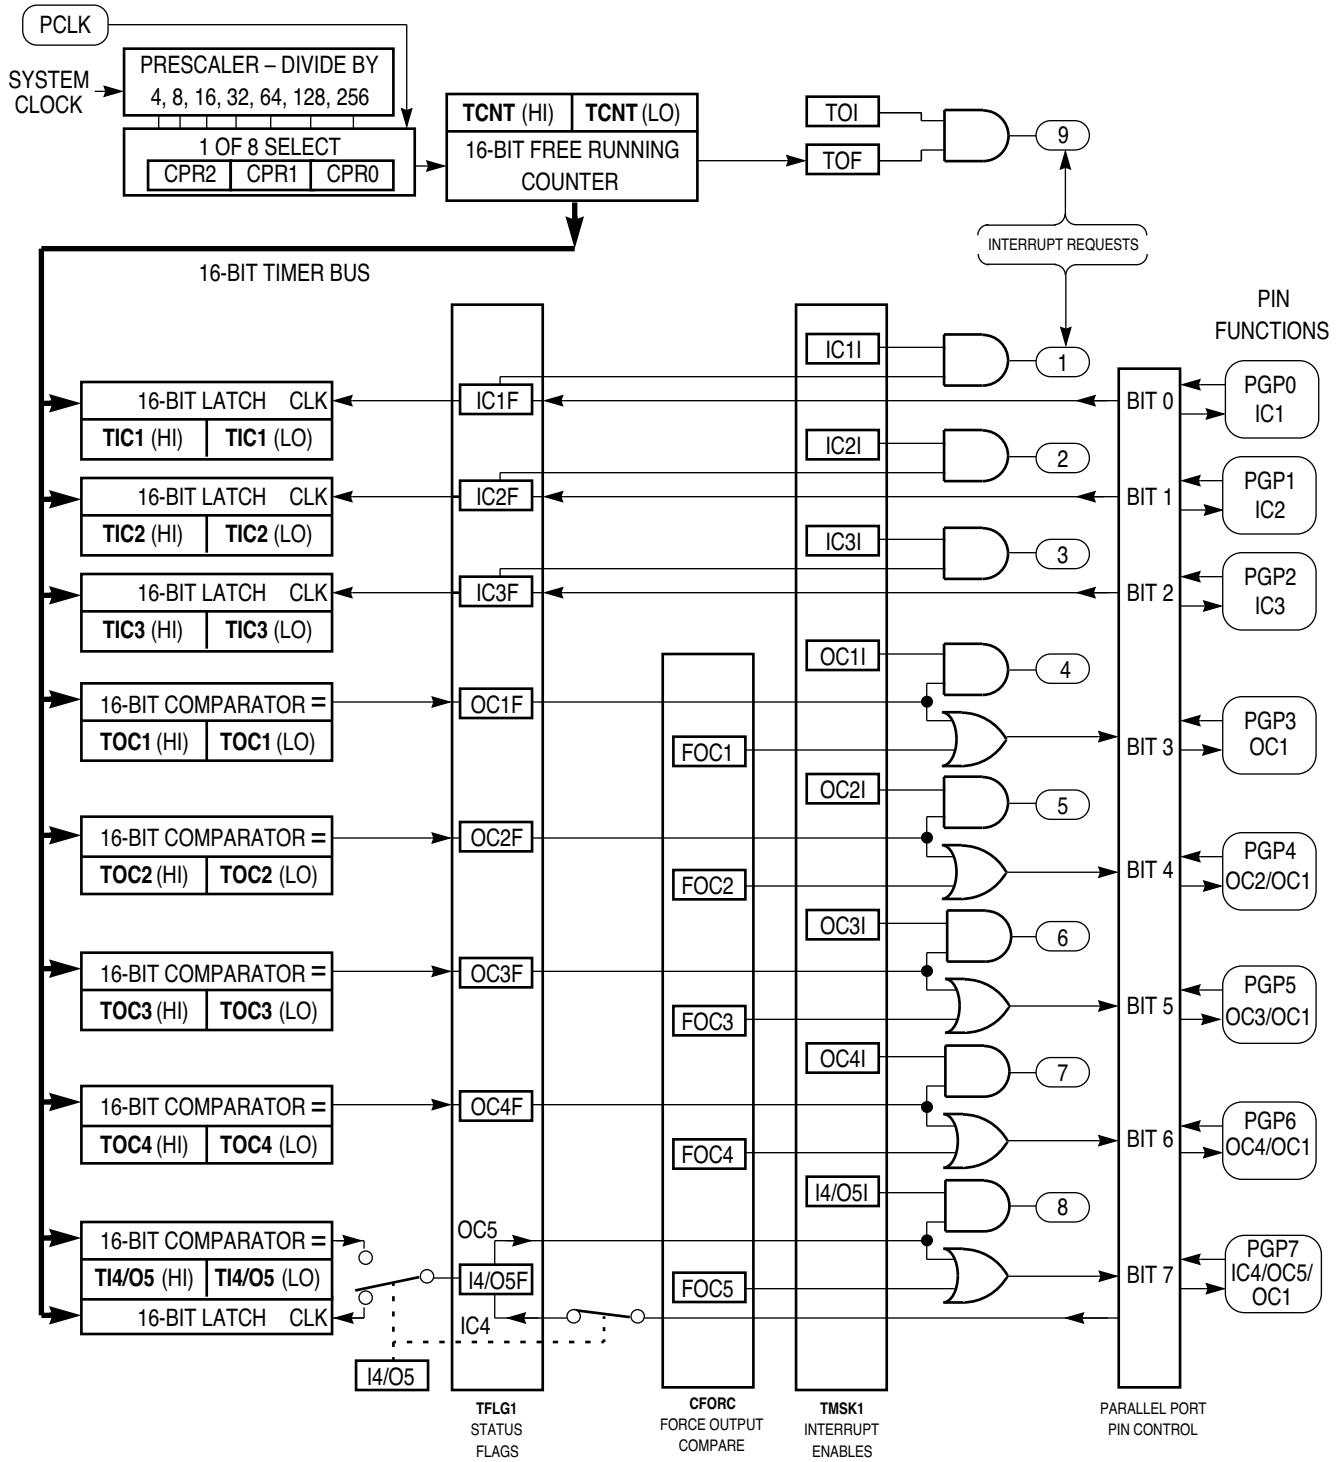 PCLK
SYSTEM
CLOCK
PRESCALER – DIVIDE BY
4, 8, 16, 32, 64, 128, 256
1 OF 8 SELECT
CPR2 CPR1 CPR0
TCNT (HI) TCNT (LO)
16-BIT FREE RUNNING
COUNTER
TOI
TOF
9
INTERRUPT REQUESTS
16-BIT TIMER BUS
PIN
FUNCTIONS
IC1I
1
16-BIT LATCH CLK
TIC1 (HI) TIC1 (LO)
IC1F
BIT 0
PGP0
IC1
IC2I
2
16-BIT LATCH CLK
TIC2 (HI) TIC2 (LO)
IC2F
BIT 1
PGP1
IC2
IC3I
3
16-BIT LATCH CLK
TIC3 (HI) TIC3 (LO)
IC3F
BIT 2
PGP2
IC3
OC1I
4
16-BIT COMPARATOR =
TOC1 (HI) TOC1 (LO)
OC1F
FOC1
BIT 3
PGP3
OC1
OC2I
5
16-BIT COMPARATOR =
TOC2 (HI) TOC2 (LO)
OC2F
FOC2
BIT 4
PGP4
OC2/OC1
OC3I
6
16-BIT COMPARATOR =
TOC3 (HI) TOC3 (LO)
OC3F
FOC3
BIT 5
PGP5
OC3/OC1
OC4I
7
16-BIT COMPARATOR =
TOC4 (HI) TOC4 (LO)
OC4F
FOC4
BIT 6
PGP6
OC4/OC1
I4/O5I
8
16-BIT COMPARATOR =
TI4/O5 (HI) TI4/O5 (LO)
16-BIT LATCH CLK
OC5
I4/O5F
IC4
FOC5
BIT 7
PGP7
IC4/OC5/
OC1
I4/O5
TFLG1
STATUS
FLAGS
CFORC
FORCE OUTPUT
COMPARE
TMSK1
INTERRUPT
ENABLES
PARALLEL PORT
PIN CONTROL